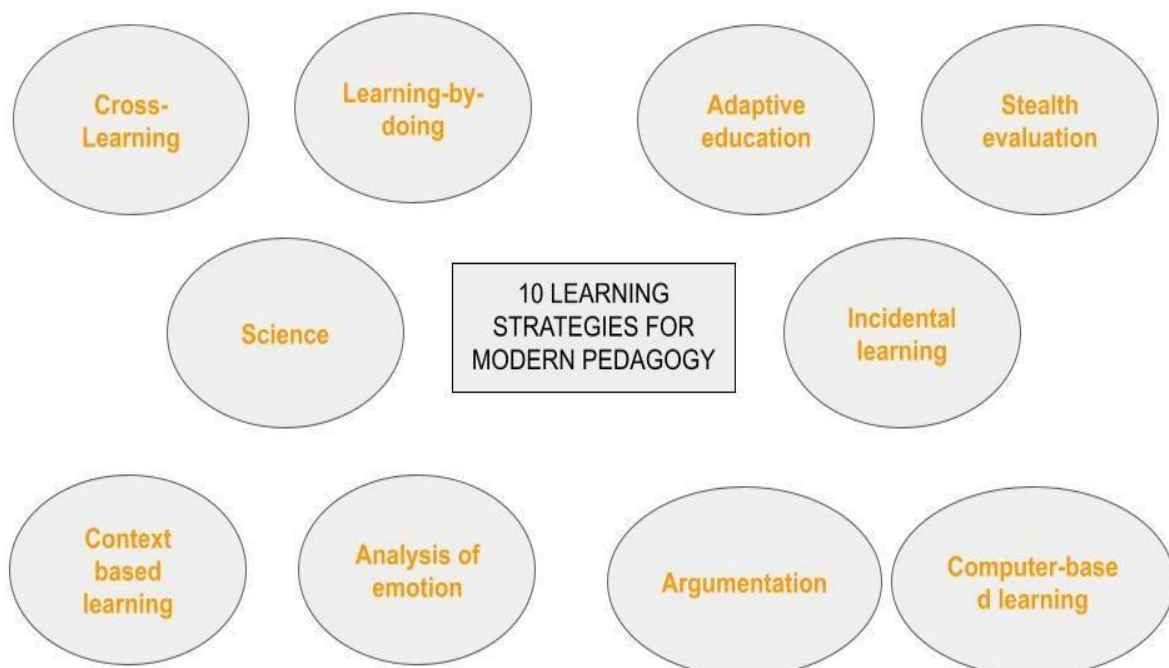 Cross-
Learning
Learning-by-
doing
Adaptive
education
Stealth
evaluation
Science
10 LEARNING
STRATEGIES FOR
MODERN PEDAGOGY
Incidental
learning
Context
based
learning
Analysis of
emotion
Argumentation
Computer-base
d learning